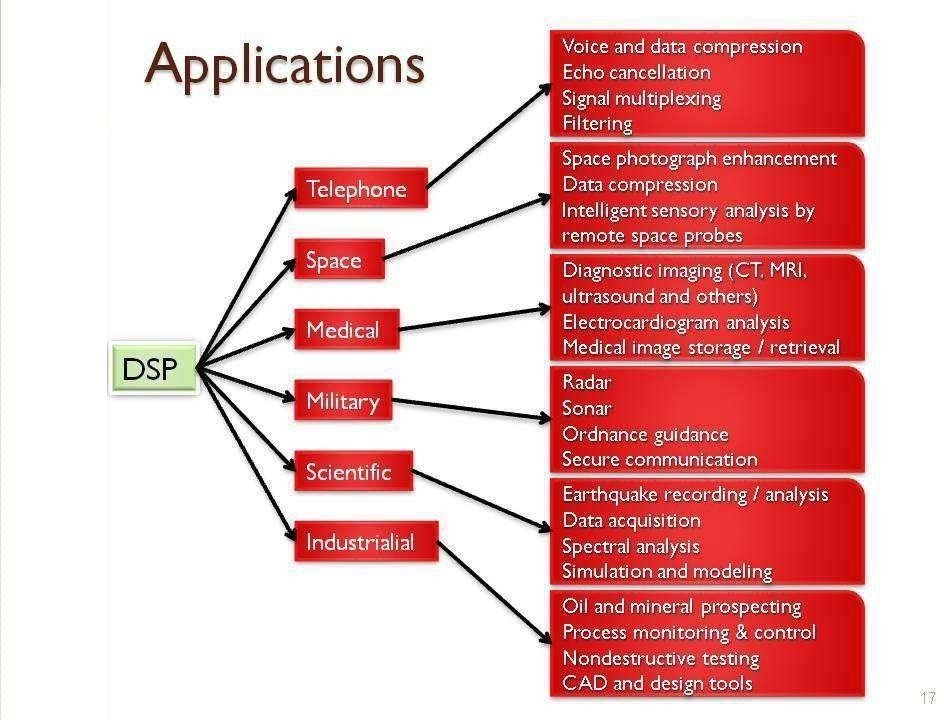 Applications
DSP
Telephone
Space
Medical
Military
Scientific
Industrialial
Voice and data compression
Echo cancellation
Signal multiplexing
Filtering
Space photograph enhancement
Data compression
Intelligent sensory analysis by
remote space probes
Diagnostic imaging (CT, MRI,
ultrasound and others)
Electrocardiogram analysis
Medical image storage / retrieval
Radar
Sonar
Ordnance guidance
Secure communication
Earthquake recording / analysis
Data acquisition
Spectral analysis
Simulation and modeling
Oil and mineral prospecting
Process monitoring & control
Nondestructive testing
CAD and design tools
17